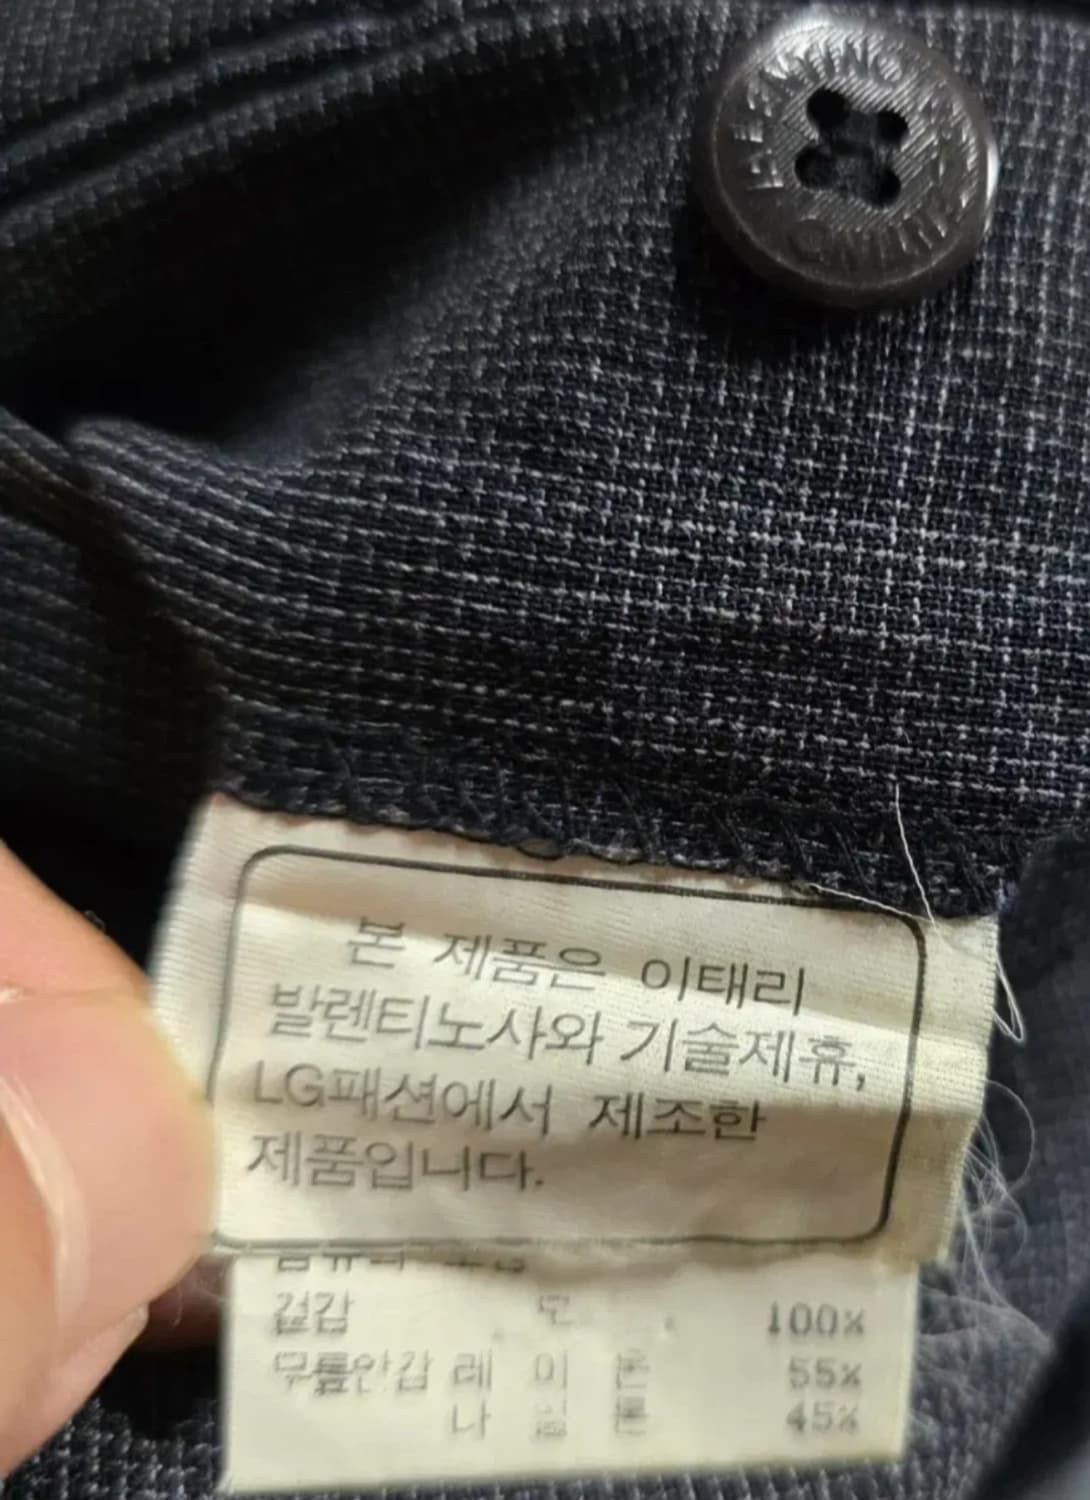 VALENTINO
본 제품은 이태리
발렌티노사와 기술제휴,
LG패션에서 제조한
제품입니다.
겉감 모 100%
무릎안감 레 이 온 55%
나 일 론 45%